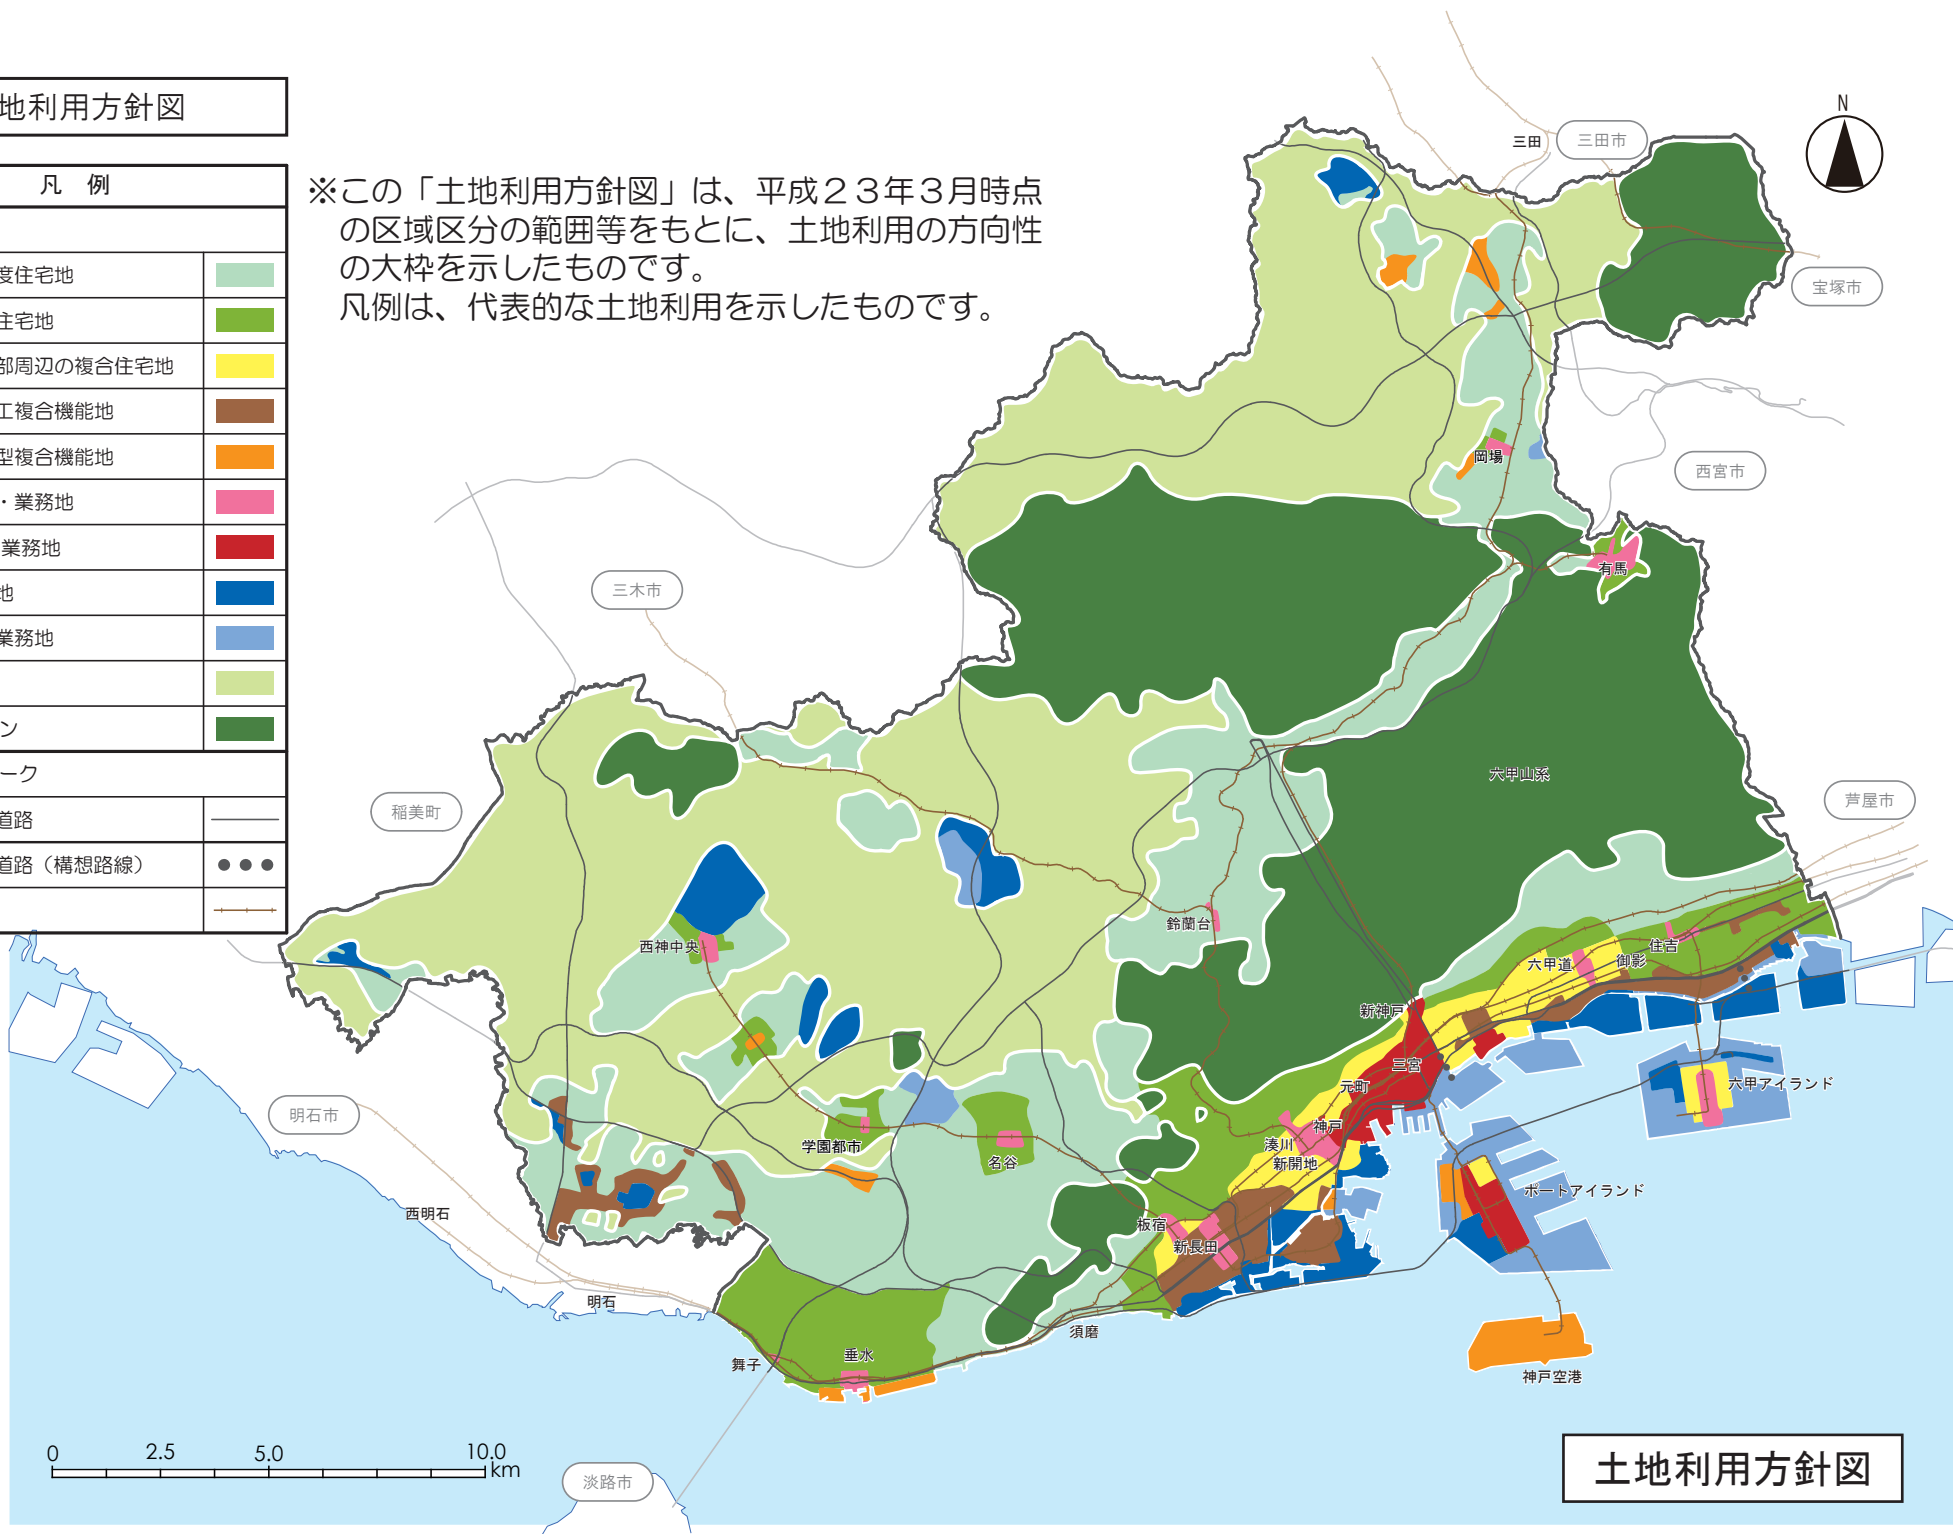 地利用方針図
凡 例
度住宅地
住宅地
部周辺の複合住宅地
工複合機能地
型複合機能地
・業務地
業務地
地
業務地
ン
ーク
道路
道路（構想路線）
※この「土地利用方針図」は、平成２３年３月時点
の区域区分の範囲等をもとに、土地利用の方向性
の大枠を示したものです。
凡例は、代表的な土地利用を示したものです。
N
三田
三田市
宝塚市
西宮市
岡場
有馬
三木市
六甲山系
芦屋市
稲美町
鈴蘭台
西神中央
住吉
御影
六甲道
新神戸
三宮
元町
六甲アイランド
明石市
神戸
湊川
新開地
学園都市
名谷
ポートアイランド
西明石
板宿
新長田
明石
須磨
舞子
垂水
神戸空港
0 2.5 5.0 10.0
km
淡路市
土地利用方針図